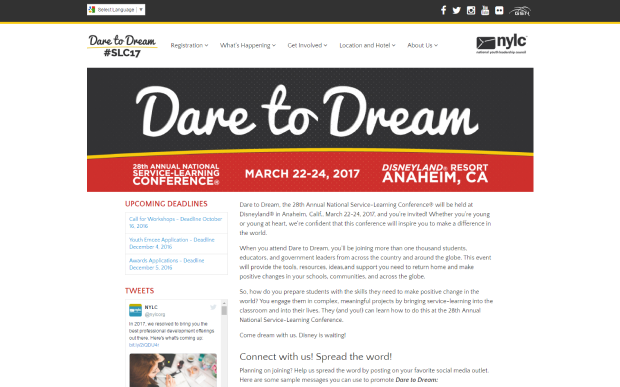 Select Language
GSN
Dare to Dream
#SLC17
Registration
What's Happening
Get Involved
Location and Hotel
About Us
nylc
national youth leadership council
Dare to Dream
28th ANNUAL NATIONAL
SERVICE-LEARNING
CONFERENCE®
MARCH 22-24, 2017
DISNEYLAND® RESORT
ANAHEIM, CA
UPCOMING DEADLINES
Call for Workshops - Deadline October
16, 2016
Youth Emcee Application - Deadline
December 4, 2016
Awards Applications - Deadline
December 5, 2016
TWEETS
NYLC
@nylcorg
In 2017, we resolved to bring you the
best professional development offerings
out there. Here's what's coming up:
Dare to Dream, the 28th Annual National Service-Learning Conference® will be held at
Disneyland® in Anaheim, Calif., March 22-24, 2017, and you're invited! Whether you're young
or young at heart, we're confident that this conference will inspire you to make a difference in
the world.
When you attend Dare to Dream, you'll be joining more than one thousand students,
educators, and government leaders from across the country and around the globe. This event
will provide the tools, resources, ideas,and support you need to return home and make
positive changes in your schools, communities, and across the globe.
So, how do you prepare students with the skills they need to make positive change in the
world? You engage them in complex, meaningful projects by bringing service-learning into the
classroom and into their lives. They (and you!) can learn how to do this at the 28th Annual
National Service-Learning Conference.
Come dream with us. Disney is waiting!
Connect with us! Spread the word!
Planning on joining? Help us spread the word by posting on your favorite social media outlet.
Here are some sample messages you can use to promote Dare to Dream: